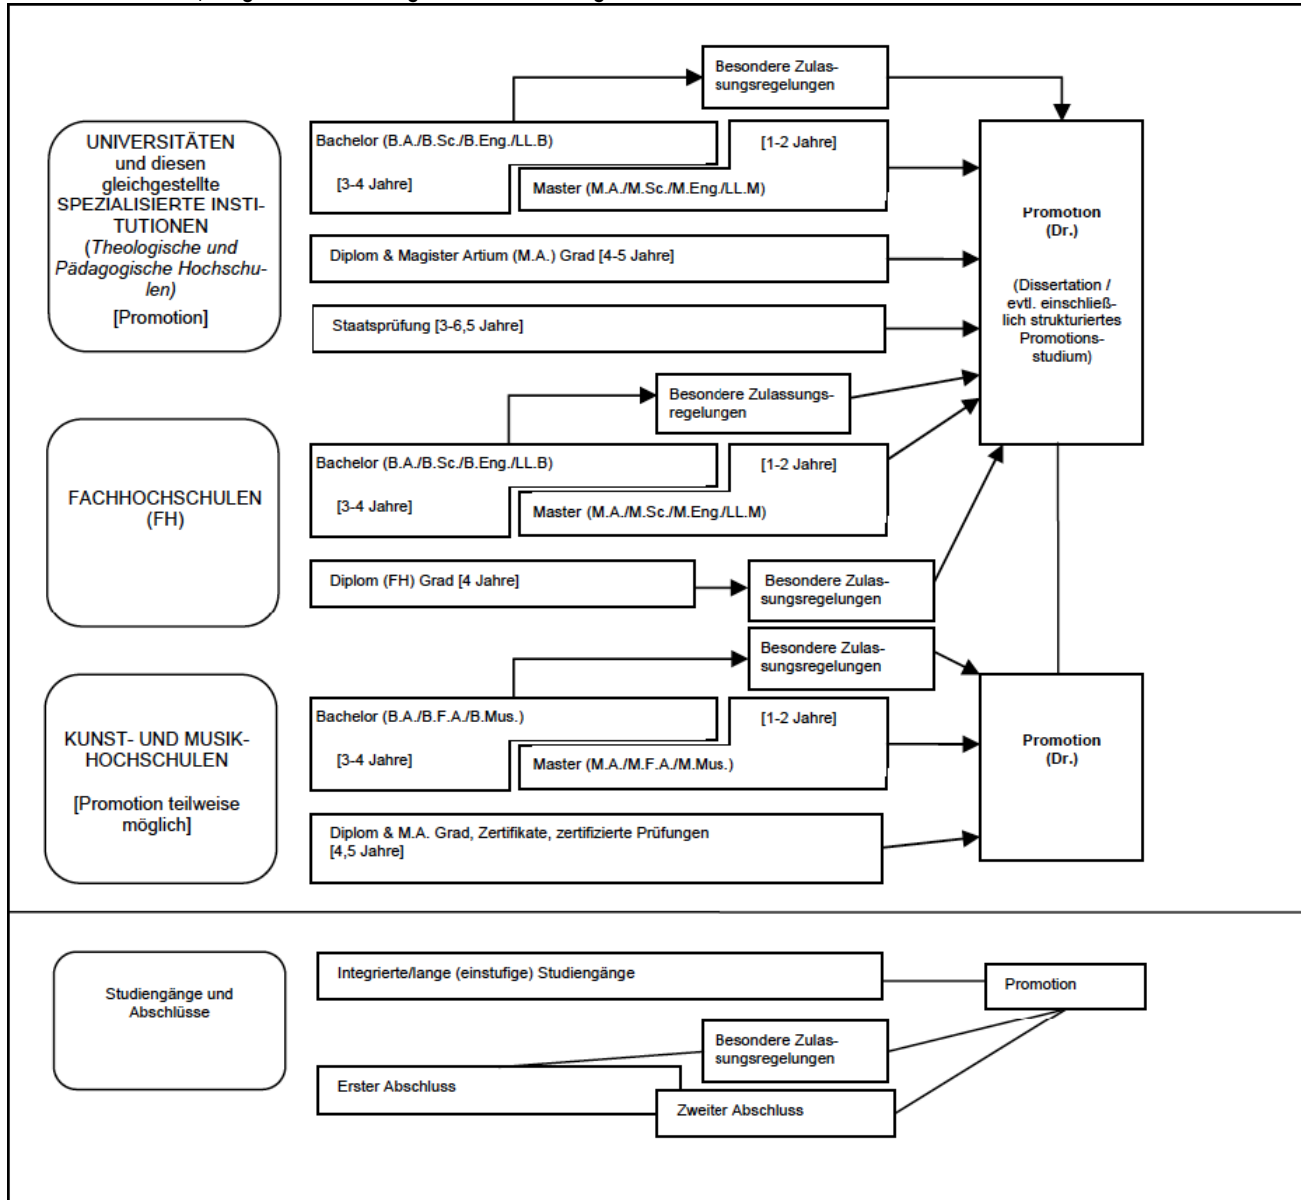 Besondere Zulas-
sungsregelungen
UNIVERSITÄTEN
und diesen
gleichgestellte
SPEZIALISIERTE INSTI-
TUTIONEN
(Theologische und
Pädagogische Hochschu-
len)
[Promotion]
Bachelor (B.A./B.Sc./B.Eng./LL.B)
[3-4 Jahre]
[1-2 Jahre]
Master (M.A./M.Sc./M.Eng./LL.M)
Diplom & Magister Artium (M.A.) Grad [4-5 Jahre]
Staatsprüfung [3-6,5 Jahre]
Promotion
(Dr.)
(Dissertation /
evtl. einschließ-
lich strukturiertes
Promotions-
studium)
Besondere Zulassungs-
regelungen
FACHHOCHSCHULEN
(FH)
Bachelor (B.A./B.Sc./B.Eng./LL.B)
[3-4 Jahre]
[1-2 Jahre]
Master (M.A./M.Sc./M.Eng./LL.M)
Diplom (FH) Grad [4 Jahre]
Besondere Zulas-
sungsregelungen
Besondere Zulas-
sungsregelungen
KUNST- UND MUSIK-
HOCHSCHULEN
[Promotion teilweise
möglich]
Bachelor (B.A./B.F.A./B.Mus.)
[3-4 Jahre]
[1-2 Jahre]
Master (M.A./M.F.A./M.Mus.)
Diplom & M.A. Grad, Zertifikate, zertifizierte Prüfungen
[4,5 Jahre]
Promotion
(Dr.)
Studiengänge und
Abschlüsse
Integrierte/lange (einstufige) Studiengänge
Promotion
Besondere Zulas-
sungsregelungen
Erster Abschluss
Zweiter Abschluss